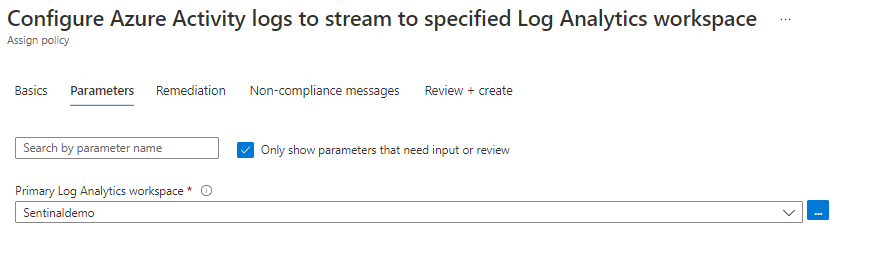 Configure Azure Activity logs to stream to specified Log Analytics workspace ...
Assign policy
Basics Parameters Remediation Non-compliance messages Review + create
Search by parameter name Only show parameters that need input or review
Primary Log Analytics workspace *
Sentinaldemo ...